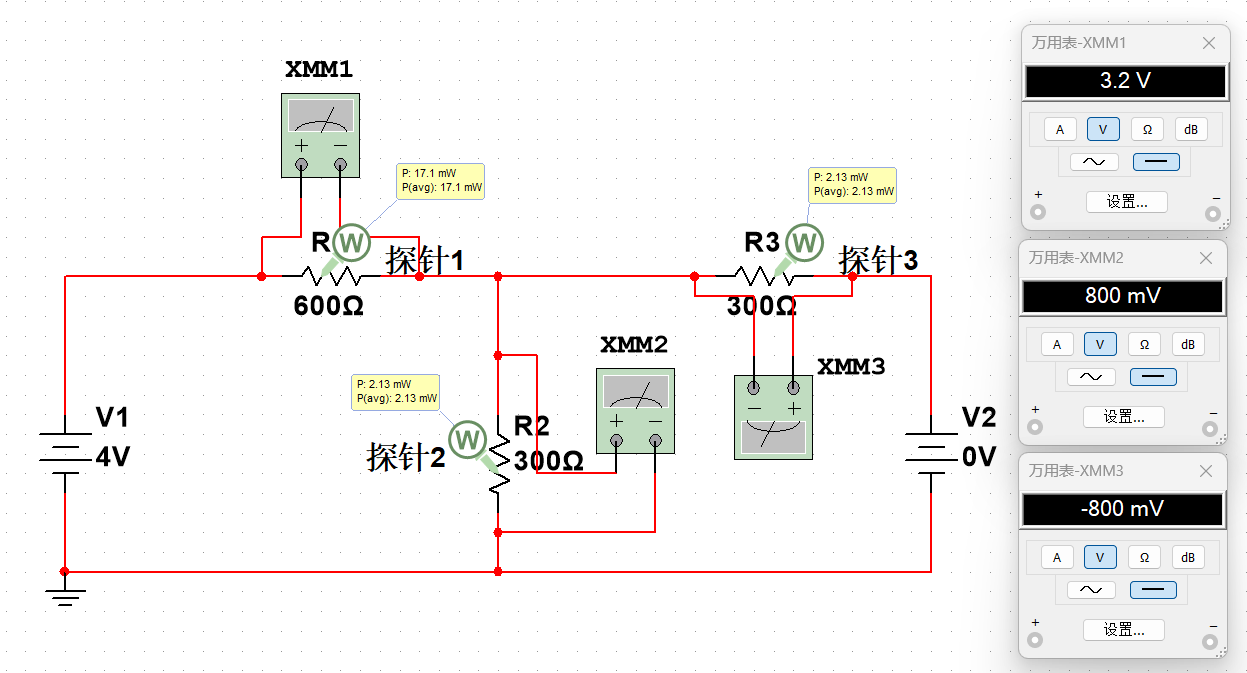 XMM1
P: 17.1 mW
P(avg): 17.1 mW
R
W
探针1
600Ω
P: 2.13 mW
P(avg): 2.13 mW
R3
W
探针3
300Ω
XMM2
XMM3
P: 2.13 mW
P(avg): 2.13 mW
W
探针2
R2
300Ω
V1
4V
V2
0V
万用表-XMM1
3.2 V
A V Ω dB
+ 设置... −
万用表-XMM2
800 mV
A V Ω dB
+ 设置... −
万用表-XMM3
-800 mV
A V Ω dB
+ 设置... −